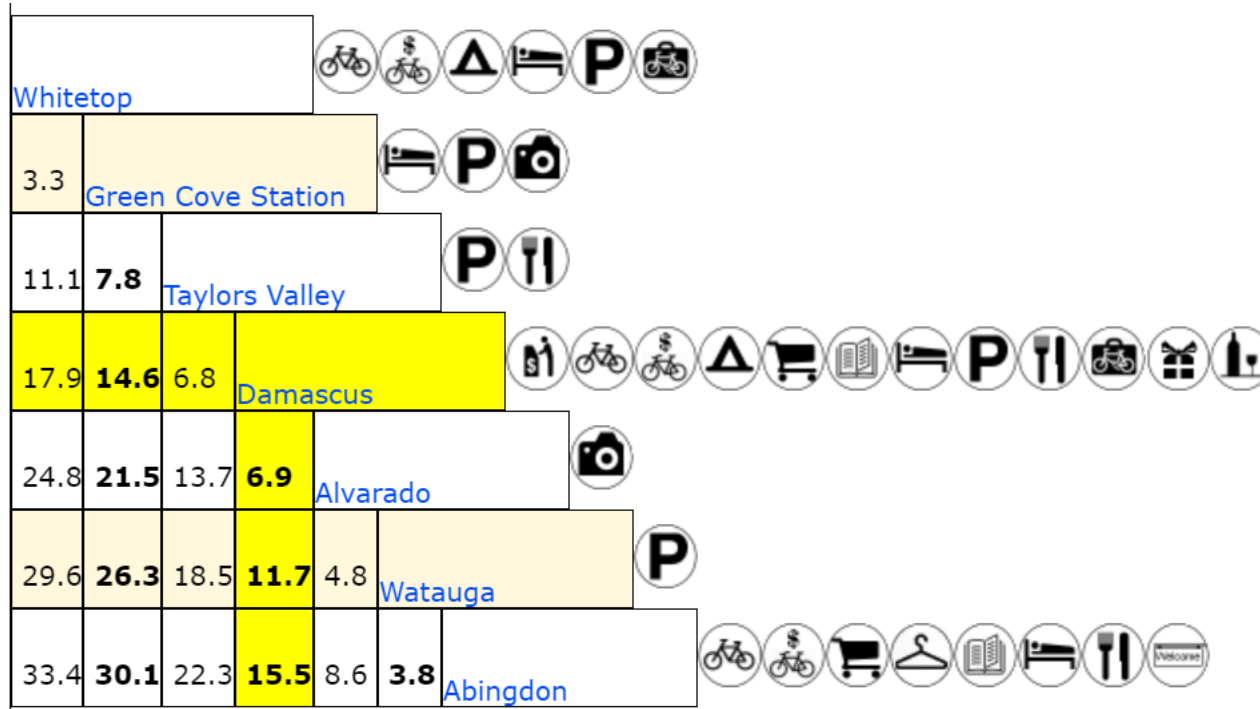 $
P
Whitetop
3.3 Green Cove Station P
11.1 7.8 Taylors Valley P
17.9 14.6 6.8 Damascus $ $ P
24.8 21.5 13.7 6.9 Alvarado
29.6 26.3 18.5 11.7 4.8 Watauga P
33.4 30.1 22.3 15.5 8.6 3.8 Abingdon $ Welcome